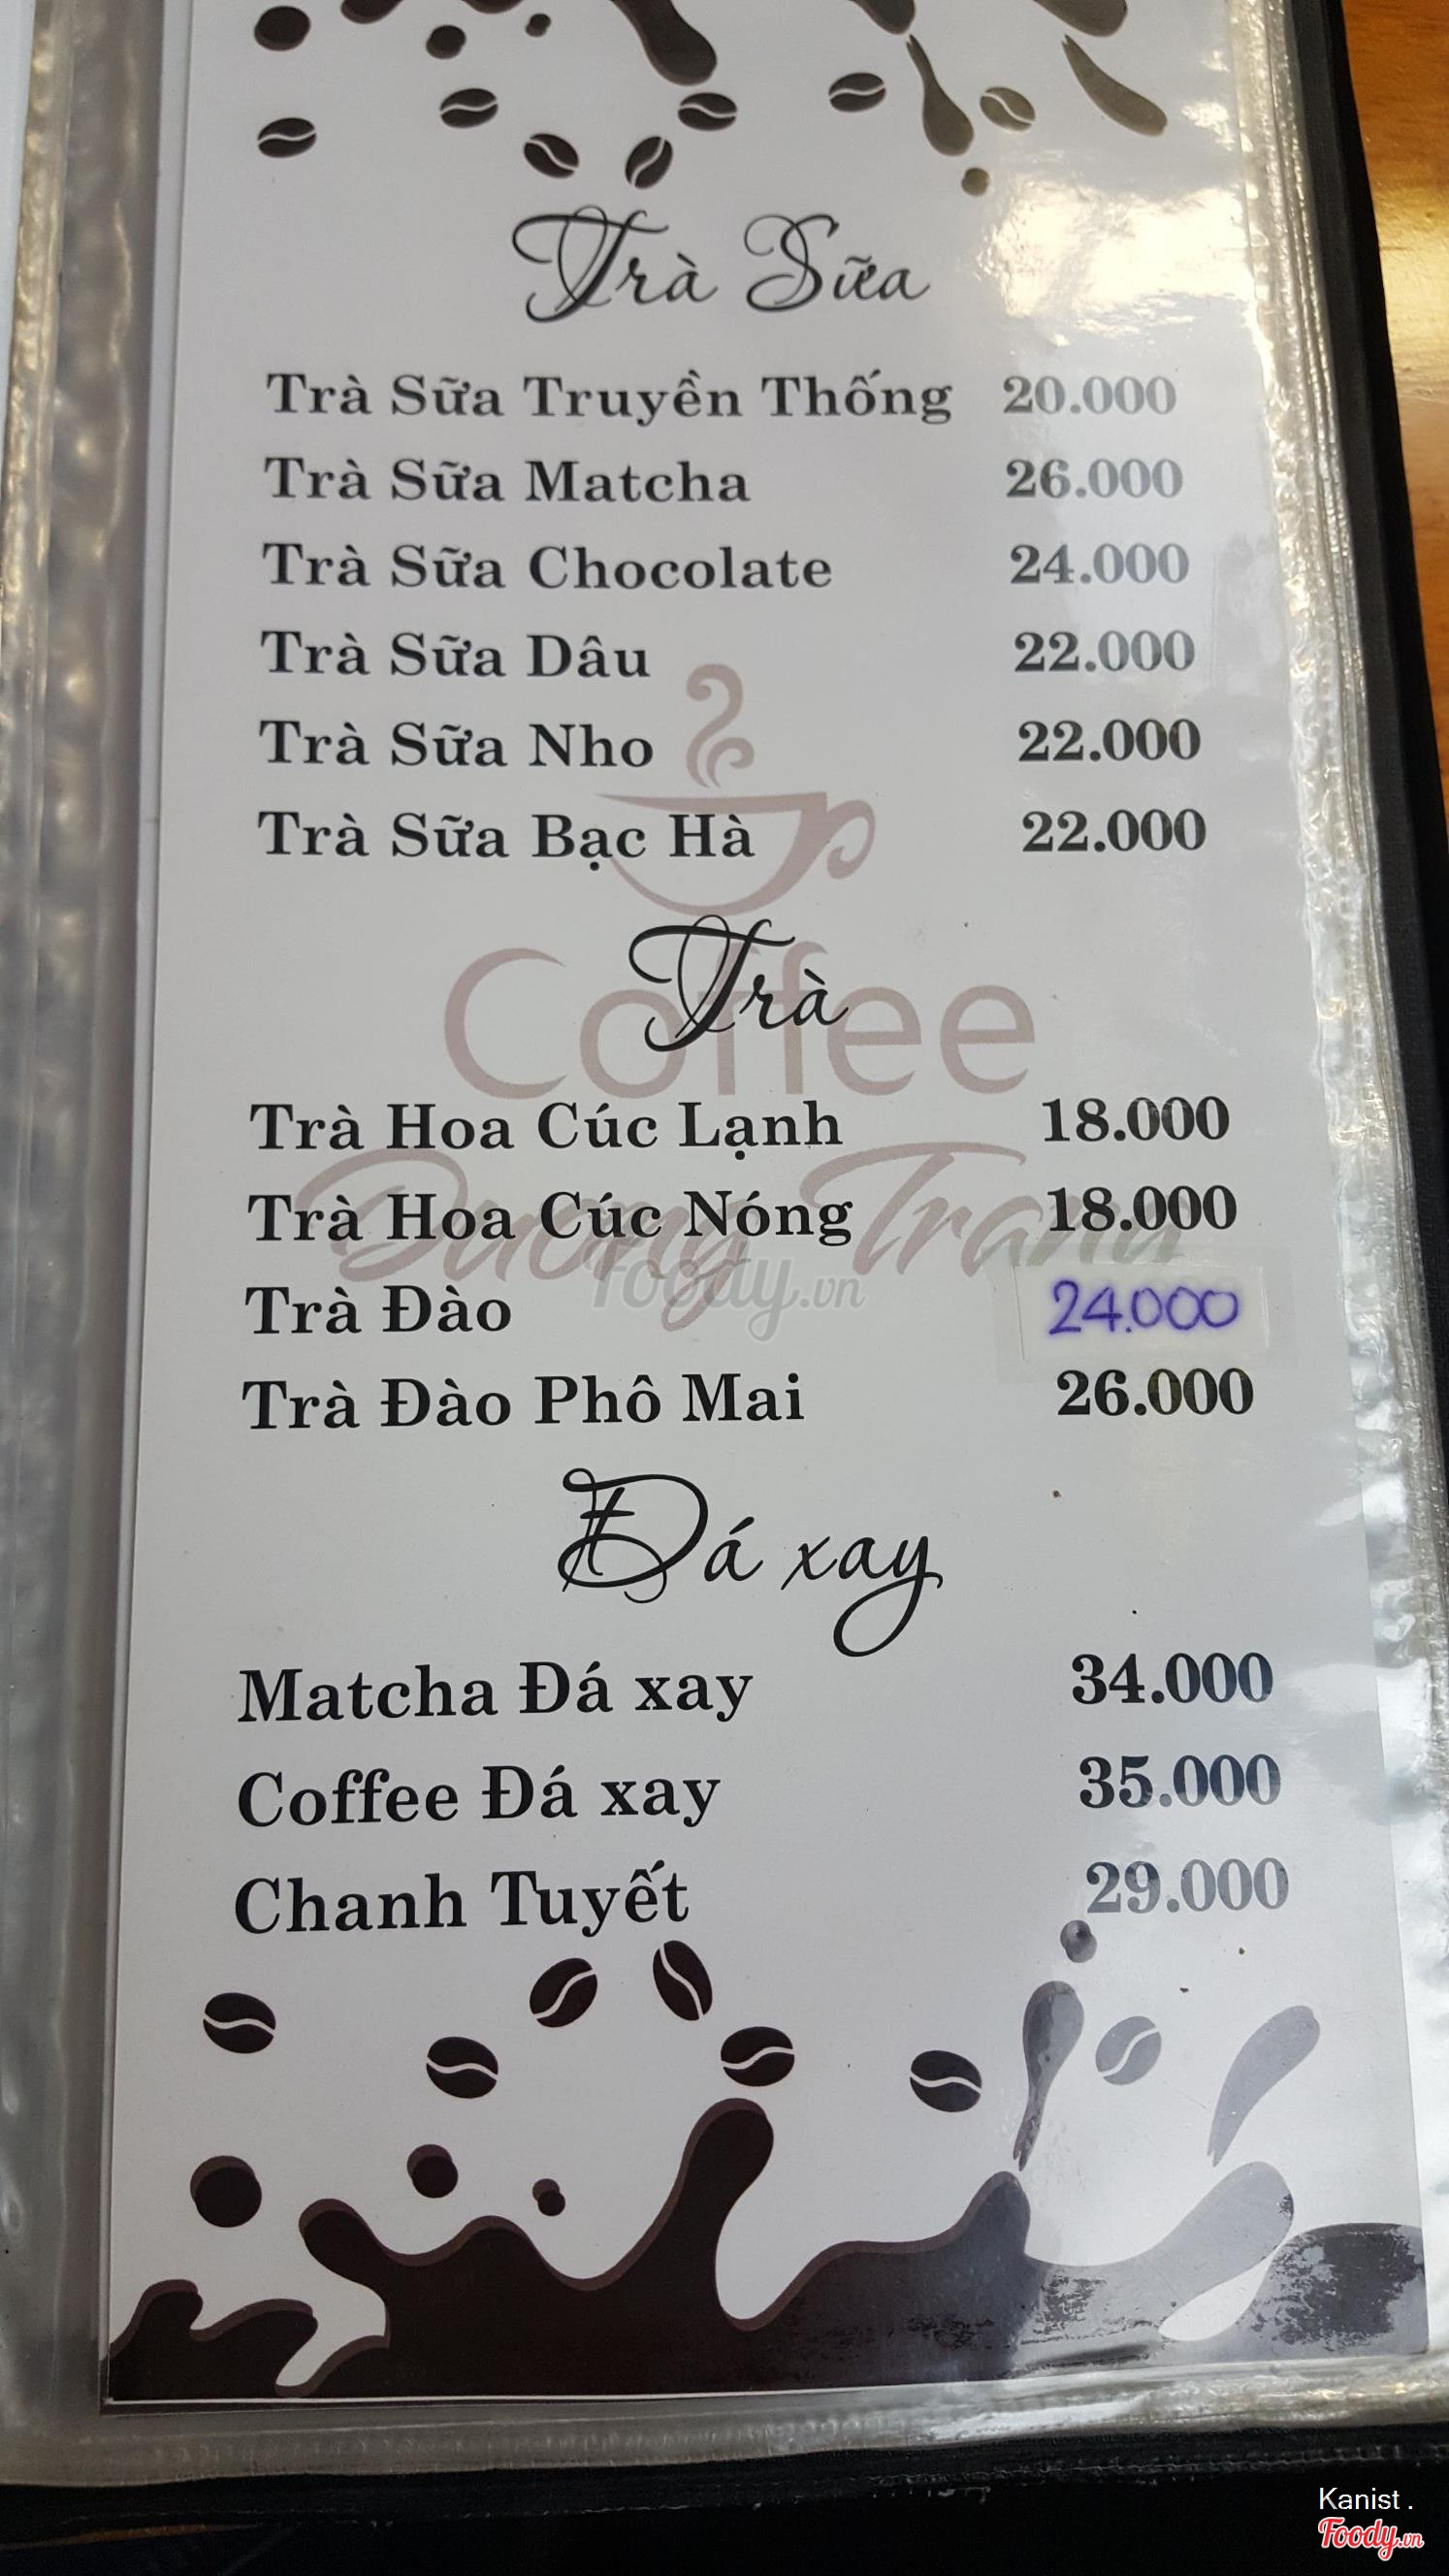 Trà Sữa
Trà Sữa Truyền Thống 20.000
Trà Sữa Matcha 26.000
Trà Sữa Chocolate 24.000
Trà Sữa Dâu 22.000
Trà Sữa Nho 22.000
Trà Sữa Bạc Hà 22.000
Trà
Coffee
Trà Hoa Cúc Lạnh 18.000
Trà Hoa Cúc Nóng 18.000
Foody.vn
Trà Đào 24.000
Trà Đào Phô Mai 26.000
Đá xay
Matcha Đá xay 34.000
Coffee Đá xay 35.000
Chanh Tuyết 29.000
Kanist .
Foody.vn